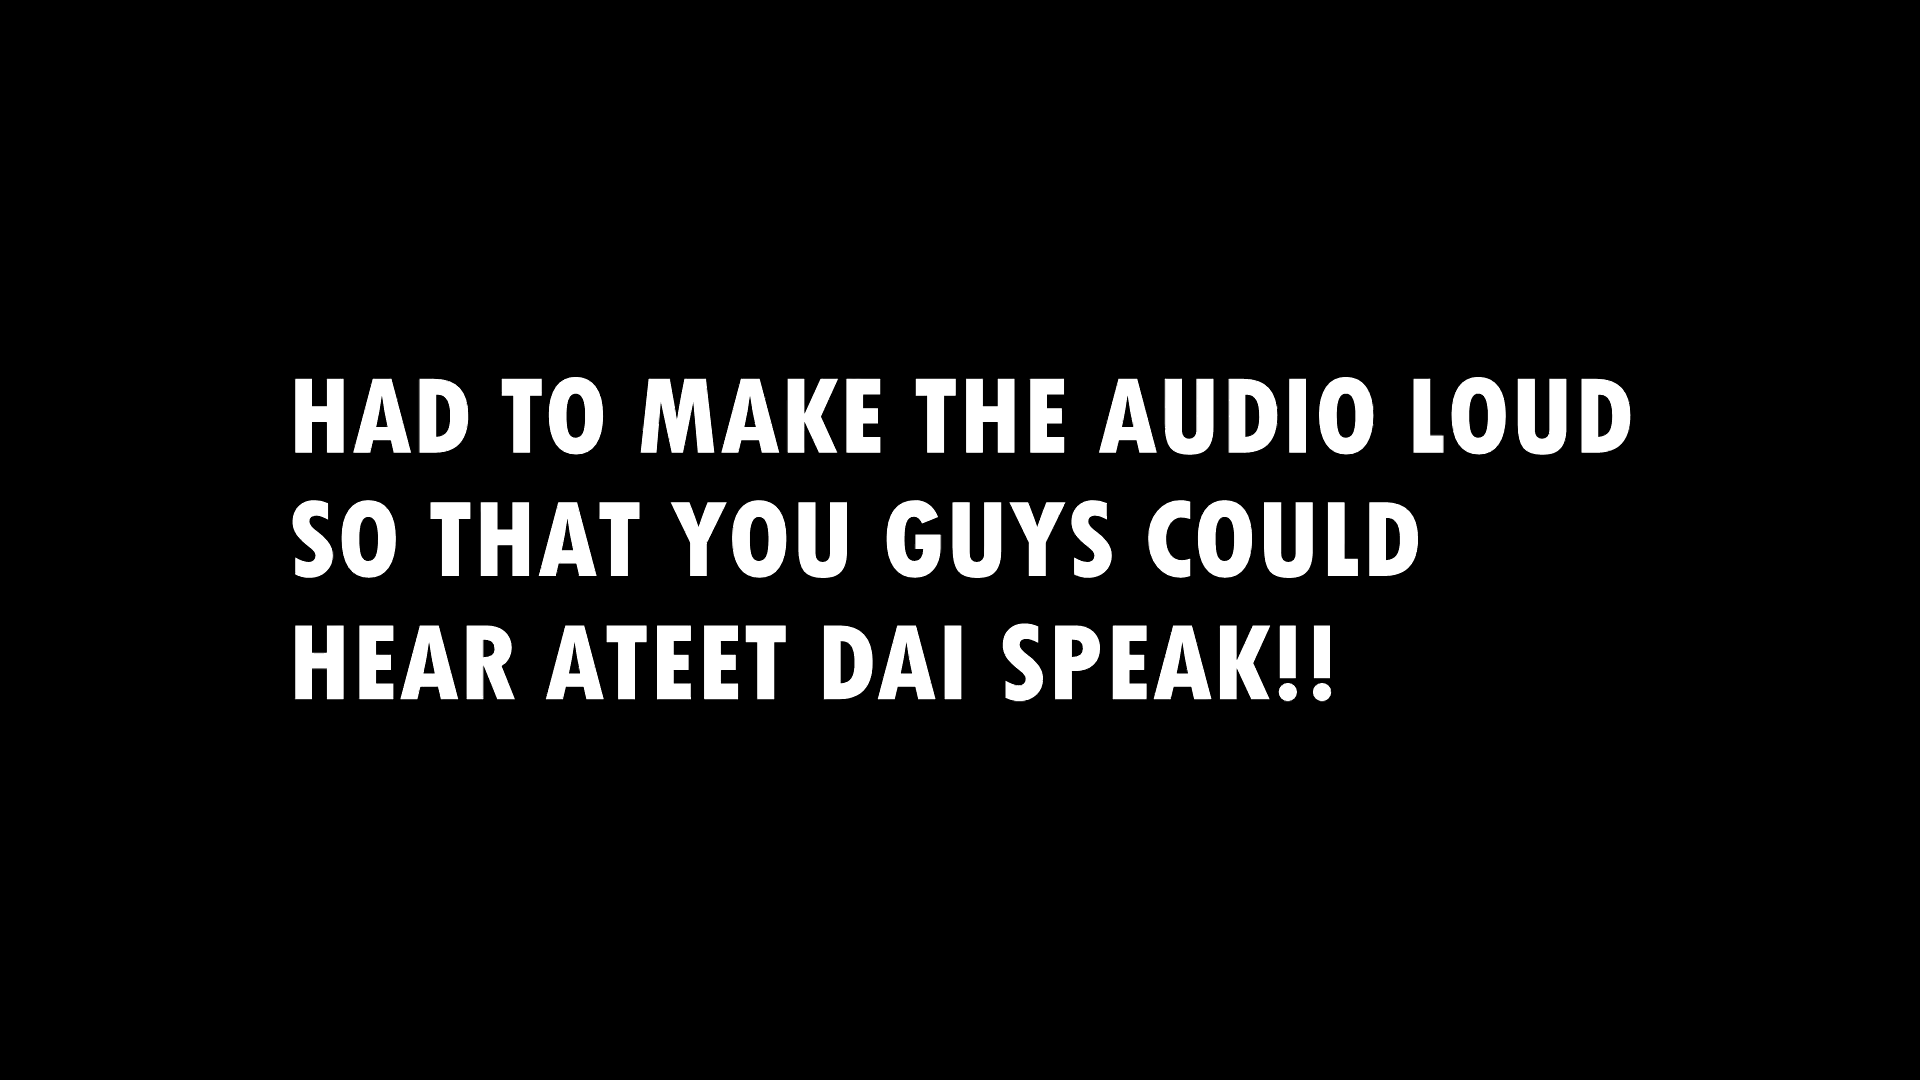 HAD TO MAKE THE AUDIO LOUD
SO THAT YOU GUYS COULD
HEAR ATEET DAI SPEAK!!